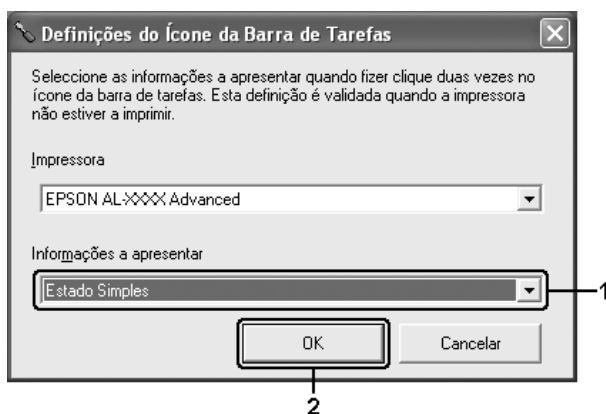 Definições do Ícone da Barra de Tarefas
Seleccione as informações a apresentar quando fizer clique duas vezes no
ícone da barra de tarefas. Esta definição é validada quando a impressora
não estiver a imprimir.
Impressora
EPSON AL-XXXX Advanced
Informações a apresentar
Estado Simples
1
OK
Cancelar
2